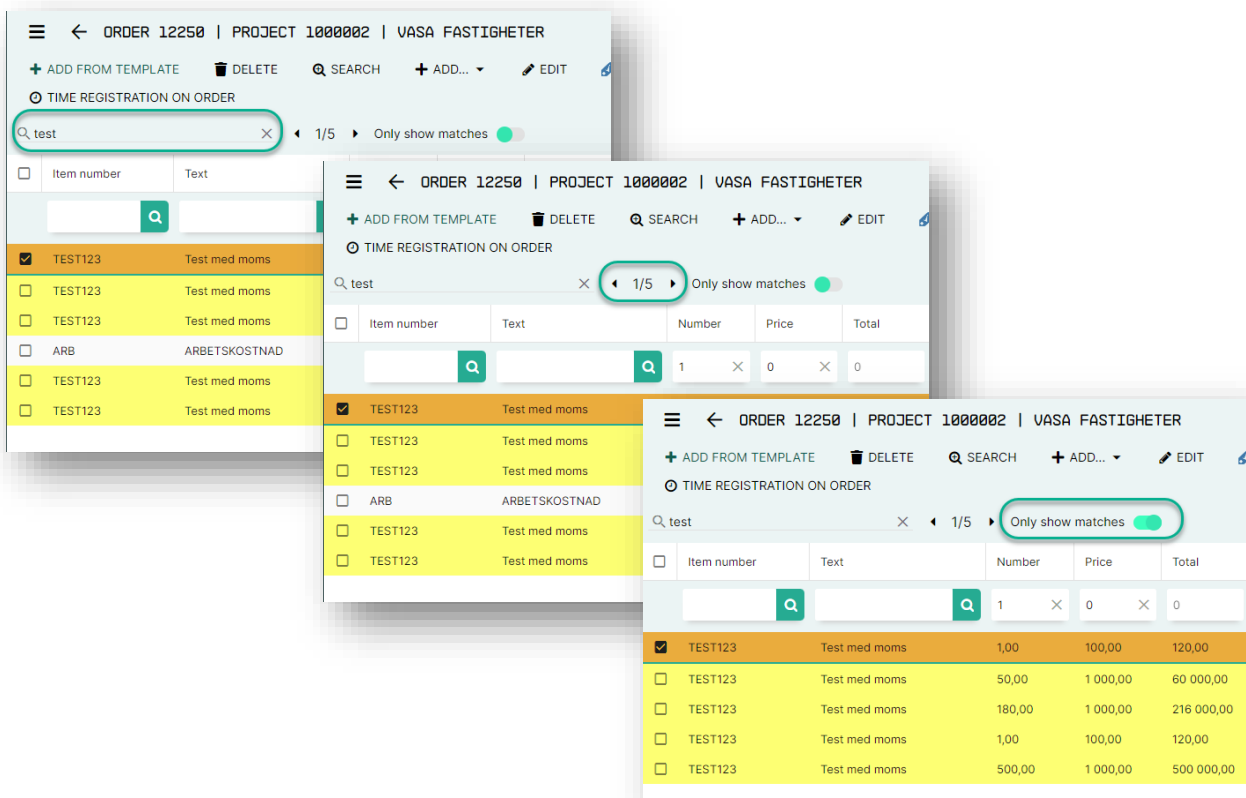 ORDER 12250 | PROJECT 1000002 | VASA FASTIGHETER
ADD FROM TEMPLATE DELETE SEARCH ADD... EDIT
TIME REGISTRATION ON ORDER
test 1/5 Only show matches
Item number Text
TEST123 Test med moms
TEST123 Test med moms
TEST123 Test med moms
ARB ARBETSKOSTNAD
TEST123 Test med moms
TEST123 Test med moms
ORDER 12250 | PROJECT 1000002 | VASA FASTIGHETER
ADD FROM TEMPLATE DELETE SEARCH ADD... EDIT
TIME REGISTRATION ON ORDER
test 1/5 Only show matches
Item number Text Number Price Total
1 0 0
TEST123 Test med moms
TEST123 Test med moms
TEST123 Test med moms
ARB ARBETSKOSTNAD
TEST123 Test med moms
TEST123 Test med moms
ORDER 12250 | PROJECT 1000002 | VASA FASTIGHETER
ADD FROM TEMPLATE DELETE SEARCH ADD... EDIT
TIME REGISTRATION ON ORDER
test 1/5 Only show matches
Item number Text Number Price Total
1 0 0
TEST123 Test med moms 1,00 100,00 120,00
TEST123 Test med moms 50,00 1 000,00 60 000,00
TEST123 Test med moms 180,00 1 000,00 216 000,00
TEST123 Test med moms 1,00 100,00 120,00
TEST123 Test med moms 500,00 1 000,00 500 000,00